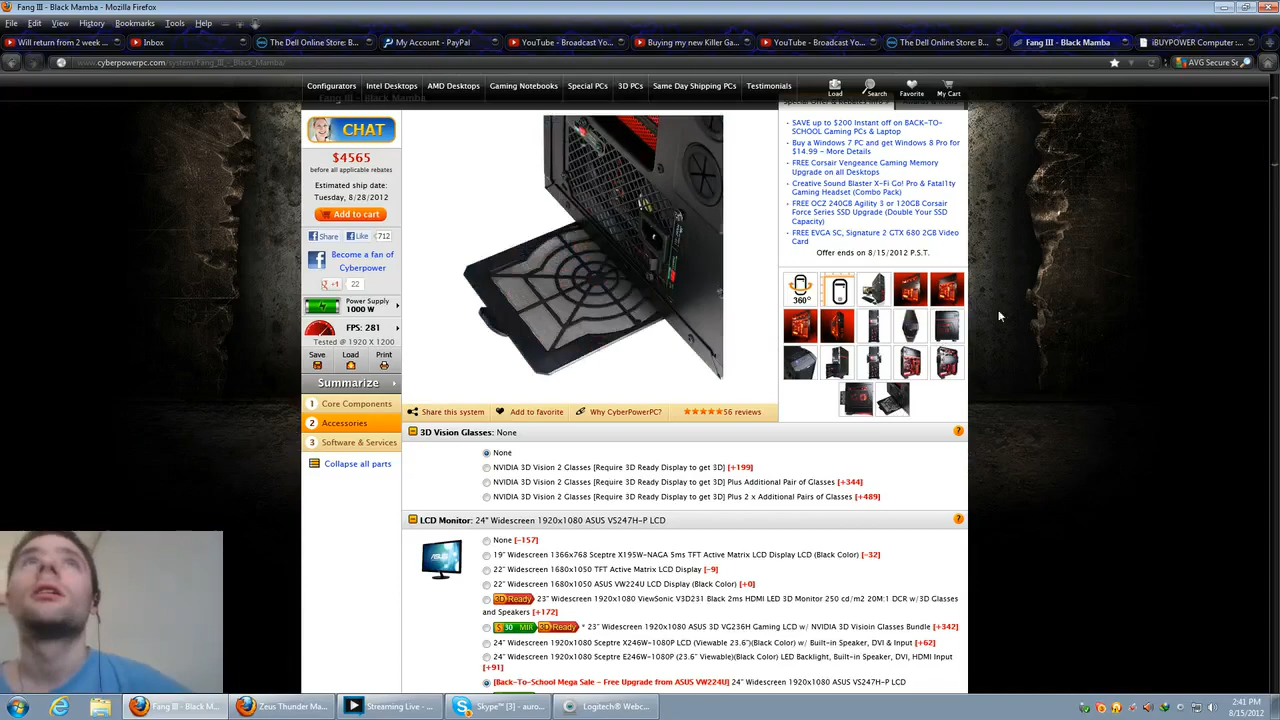 Fang III - Black Mamba - Mozilla Firefox
File Edit View History Bookmarks Tools Help
Will return from 2 week ...
Inbox
The Dell Online Store: B...
My Account - PayPal
YouTube - Broadcast Yo...
Buying my new Killer Ga...
YouTube - Broadcast Yo...
The Dell Online Store: B...
Fang III - Black Mamba
iBUYPOWER Computer : ...
www.cyberpowerpc.com/system/Fang_III_-_Black_Mamba/
AVG Secure Se
Configurators Intel Desktops AMD Desktops Gaming Notebooks Special PCs 3D PCs Same Day Shipping PCs Testimonials
Load Search Favorite My Cart
Fang III - Black Mamba
CHAT
$4565
before all applicable rebates
Estimated ship date:
Tuesday, 8/28/2012
Add to cart
Share Like 712
Become a fan of
Cyberpower
+1 22
Power Supply
1000 W
FPS: 281
Tested @ 1920 X 1200
Save Load Print
Summarize
1 Core Components
2 Accessories
3 Software & Services
Collapse all parts
SAVE up to $200 Instant off on BACK-TO-
SCHOOL Gaming PCs & Laptop
Buy a Windows 7 PC and get Windows 8 Pro for
$14.99 - More Details
FREE Corsair Vengeance Gaming Memory
Upgrade on all Desktops
Creative Sound Blaster X-Fi Go! Pro & Fatal1ty
Gaming Headset (Combo Pack)
FREE OCZ 240GB Agility 3 or 120GB Corsair
Force Series SSD Upgrade (Double Your SSD
Capacity)
FREE EVGA SC, Signature 2 GTX 680 2GB Video
Card
Offer ends on 8/15/2012 P.S.T.
360°
Share this system Add to favorite Why CyberPowerPC? 56 reviews
3D Vision Glasses: None
None
NVIDIA 3D Vision 2 Glasses [Require 3D Ready Display to get 3D] [+199]
NVIDIA 3D Vision 2 Glasses [Require 3D Ready Display to get 3D] Plus Additional Pair of Glasses [+344]
NVIDIA 3D Vision 2 Glasses [Require 3D Ready Display to get 3D] Plus 2 x Additional Pairs of Glasses [+489]
LCD Monitor: 24" Widescreen 1920x1080 ASUS VS247H-P LCD
None [-157]
19" Widescreen 1366x768 Sceptre X195W-NAGA 5ms TFT Active Matrix LCD Display LCD (Black Color) [-32]
22" Widescreen 1680x1050 TFT Active Matrix LCD Display [-9]
22" Widescreen 1680x1050 ASUS VW224U LCD Display (Black Color) [+0]
3D Ready 23" Widescreen 1920x1080 ViewSonic V3D231 Black 2ms HDMI LED 3D Monitor 250 cd/m2 20M:1 DCR w/3D Glasses
and Speakers [+172]
$ 30 MIR 3D Ready * 23" Widescreen 1920x1080 ASUS 3D VG236H Gaming LCD w/ NVIDIA 3D Visioin Glasses Bundle [+342]
24" Widescreen 1920x1080 Sceptre X246W-1080P LCD (Viewable 23.6")(Black Color) w/ Built-in Speaker, DVI & Input [+62]
24" Widescreen 1920x1080 Sceptre E246W-1080P (23.6" Viewable)(Black Color) LED Backlight, Built-in Speaker, DVI, HDMI Input
[+91]
[Back-To-School Mega Sale - Free Upgrade from ASUS VW224U] 24" Widescreen 1920x1080 ASUS VS247H-P LCD
Fang III - Black M...
Zeus Thunder Ma...
Streaming Live - ...
Skype™ [3] - auro...
Logitech® Webc...
2:41 PM
8/15/2012